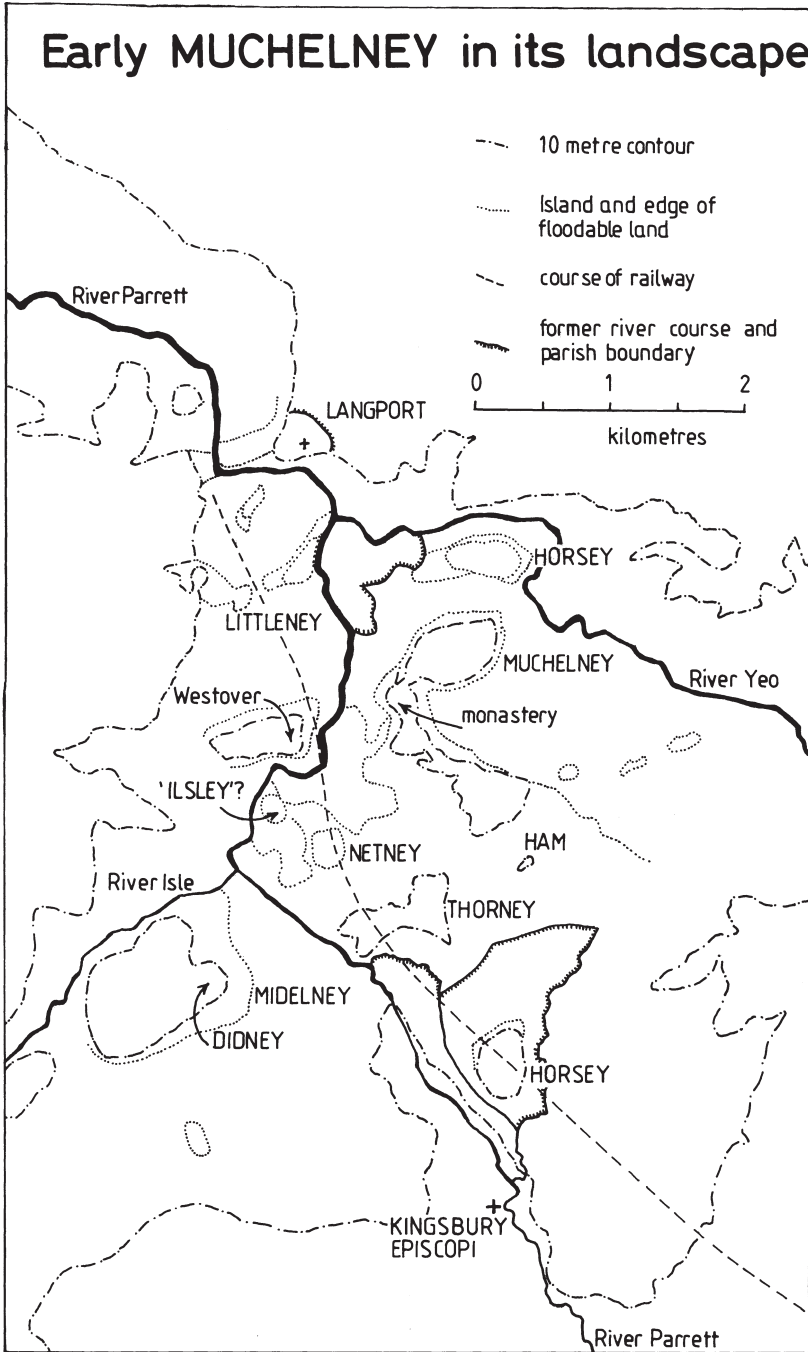 Early MUCHELNEY in its landscape
10 metre contour
Island and edge of
floodable land
course of railway
former river course and
parish boundary
0 1 2
kilometres
River Parrett
LANGPORT
HORSEY
LITTLENEY
MUCHELNEY
River Yeo
Westover
monastery
'ILSLEY'?
NETNEY
HAM
River Isle
THORNEY
MIDELNEY
DIDNEY
HORSEY
KINGSBURY
EPISCOPI
River Parrett